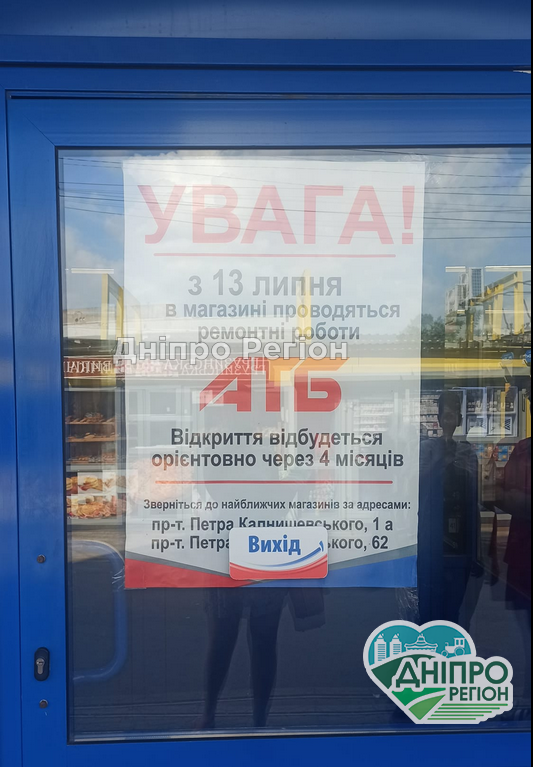 УВАГА!
з 13 липня
в магазині проводяться
ремонтні роботи
Дніпро Регіон
АТБ
Відкриття відбудеться
орієнтовно через 4 місяців
Зверніться до найближчих магазинів за адресами:
пр-т. Петра Калнишевського, 1 а
пр-т. Петра ського, 62
Вихід
ДНІПРО
РЕГІОН